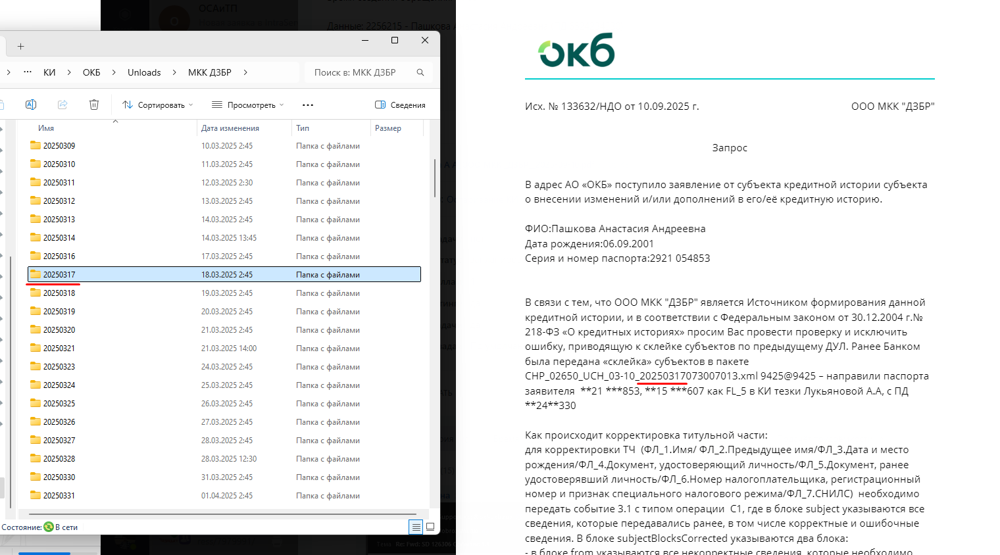 ОСАиТП
О
Новая заявка в IntraSer
Данные: 2256215 - Пашкова А
КИ
ОКБ
Unloads
МКК ДЗБР
Поиск в: МКК ДЗБР
Сортировать
Просмотреть
Сведения
Имя Дата изменения Тип Размер
20250309 10.03.2025 2:45 Папка с файлами
20250310 11.03.2025 2:45 Папка с файлами
20250311 12.03.2025 2:30 Папка с файлами
20250312 13.03.2025 2:45 Папка с файлами
20250313 14.03.2025 2:45 Папка с файлами
20250314 14.03.2025 13:45 Папка с файлами
20250316 17.03.2025 2:45 Папка с файлами
20250317 18.03.2025 2:45 Папка с файлами
20250318 19.03.2025 2:45 Папка с файлами
20250319 20.03.2025 2:45 Папка с файлами
20250320 21.03.2025 2:45 Папка с файлами
20250321 21.03.2025 14:00 Папка с файлами
20250323 24.03.2025 2:45 Папка с файлами
20250324 25.03.2025 2:45 Папка с файлами
20250325 26.03.2025 2:45 Папка с файлами
20250326 27.03.2025 2:45 Папка с файлами
20250327 28.03.2025 2:45 Папка с файлами
20250328 28.03.2025 12:30 Папка с файлами
20250330 31.03.2025 2:45 Папка с файлами
20250331 01.04.2025 2:45 Папка с файлами
Состояние: В сети
Тема Re: Fwd: SD 126306
окб
Исх. № 133632/НДО от 10.09.2025 г. ООО МКК "ДЗБР"
Запрос
В адрес АО «ОКБ» поступило заявление от субъекта кредитной истории субъекта
о внесении изменений и/или дополнений в его/её кредитную историю.
ФИО:Пашкова Анастасия Андреевна
Дата рождения:06.09.2001
Серия и номер паспорта:2921 054853
В связи с тем, что ООО МКК "ДЗБР" является Источником формирования данной
кредитной истории, и в соответствии с Федеральным законом от 30.12.2004 г.№
218-ФЗ «О кредитных историях» просим Вас провести проверку и исключить
ошибку, приводящую к склейке субъектов по предыдущему ДУЛ. Ранее Банком
была передана «склейка» субъектов в пакете
CHP_02650_UCH_03-10_20250317073007013.xml 9425@9425 – направили паспорта
заявителя **21 ***853, **15 ***607 как FL_5 в КИ тезки Лукьяновой А.А, с ПД
**24**330
Как происходит корректировка титульной части:
для корректировки ТЧ (ФЛ_1.Имя/ ФЛ_2.Предыдущее имя/ФЛ_3.Дата и место
рождения/ФЛ_4.Документ, удостоверяющий личность/ФЛ_5.Документ, ранее
удостоверявший личность/ФЛ_6.Номер налогоплательщика, регистрационный
номер и признак специального налогового режима/ФЛ_7.СНИЛС) необходимо
передать событие 3.1 с типом операции С1, где в блоке subject указываются все
сведения, которые передавались ранее, в том числе корректные и ошибочные
сведения. В блоке subjectBlocksCorrected указываются два блока:
- в блоке from указываются все некорректные сведения, которые необходимо